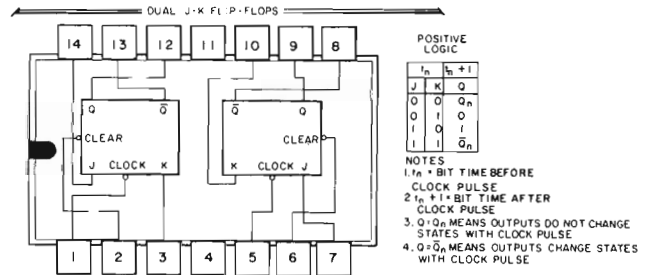 DUAL J-K FLIP-FLOPS
14 13 12 11 10 9 8
Q Q̅ Q̅ Q
CLEAR CLEAR
J CLOCK K K CLOCK J
1 2 3 4 5 6 7
POSITIVE
LOGIC
tn tn+1
J K Q
0 0 Qn
0 1 0
1 0 1
1 1 Q̅n
NOTES
1. tn = BIT TIME BEFORE
CLOCK PULSE
2 tn + 1 = BIT TIME AFTER
CLOCK PULSE
3. Q = Qn MEANS OUTPUTS DO NOT CHANGE
STATES WITH CLOCK PULSE
4. Q = Q̅n MEANS OUTPUTS CHANGE STATES
WITH CLOCK PULSE